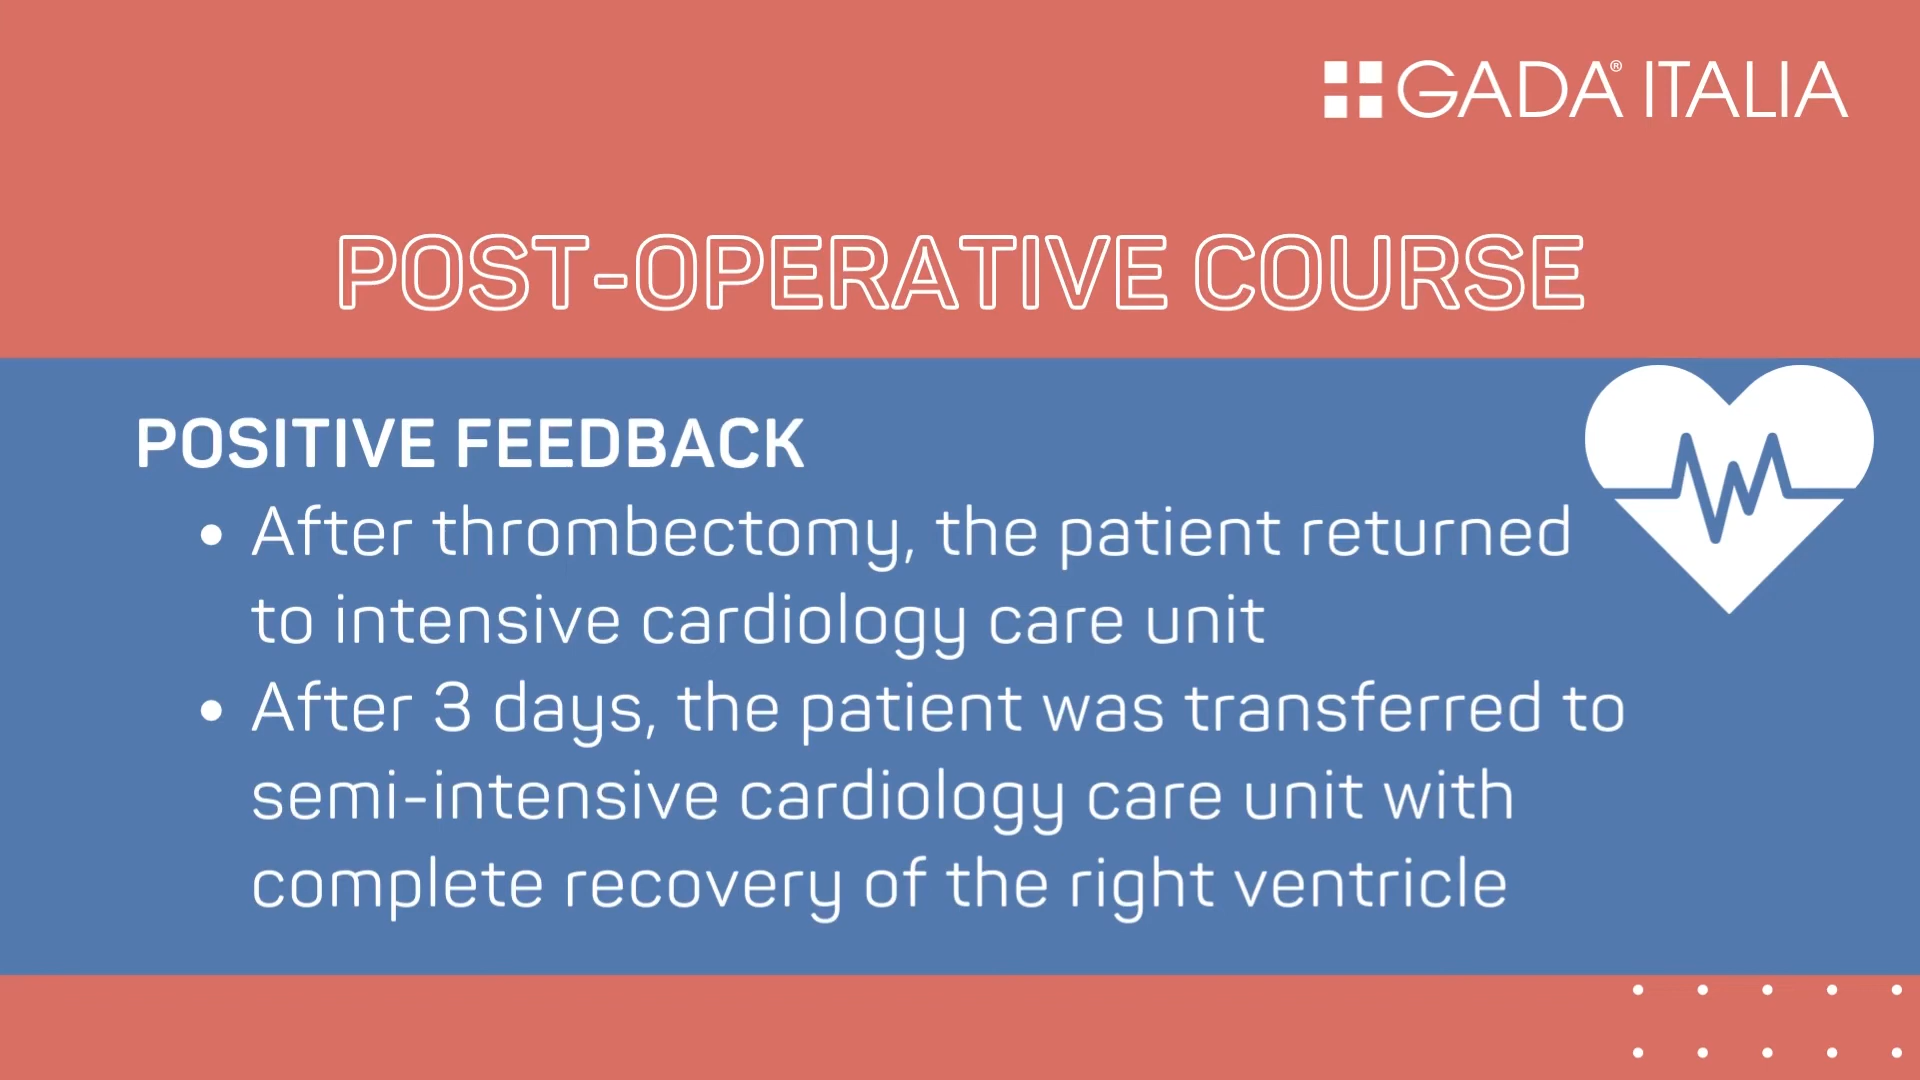 GADA® ITALIA
POST-OPERATIVE COURSE
POSITIVE FEEDBACK
• After thrombectomy, the patient returned
to intensive cardiology care unit
• After 3 days, the patient was transferred to
semi-intensive cardiology care unit with
complete recovery of the right ventricle